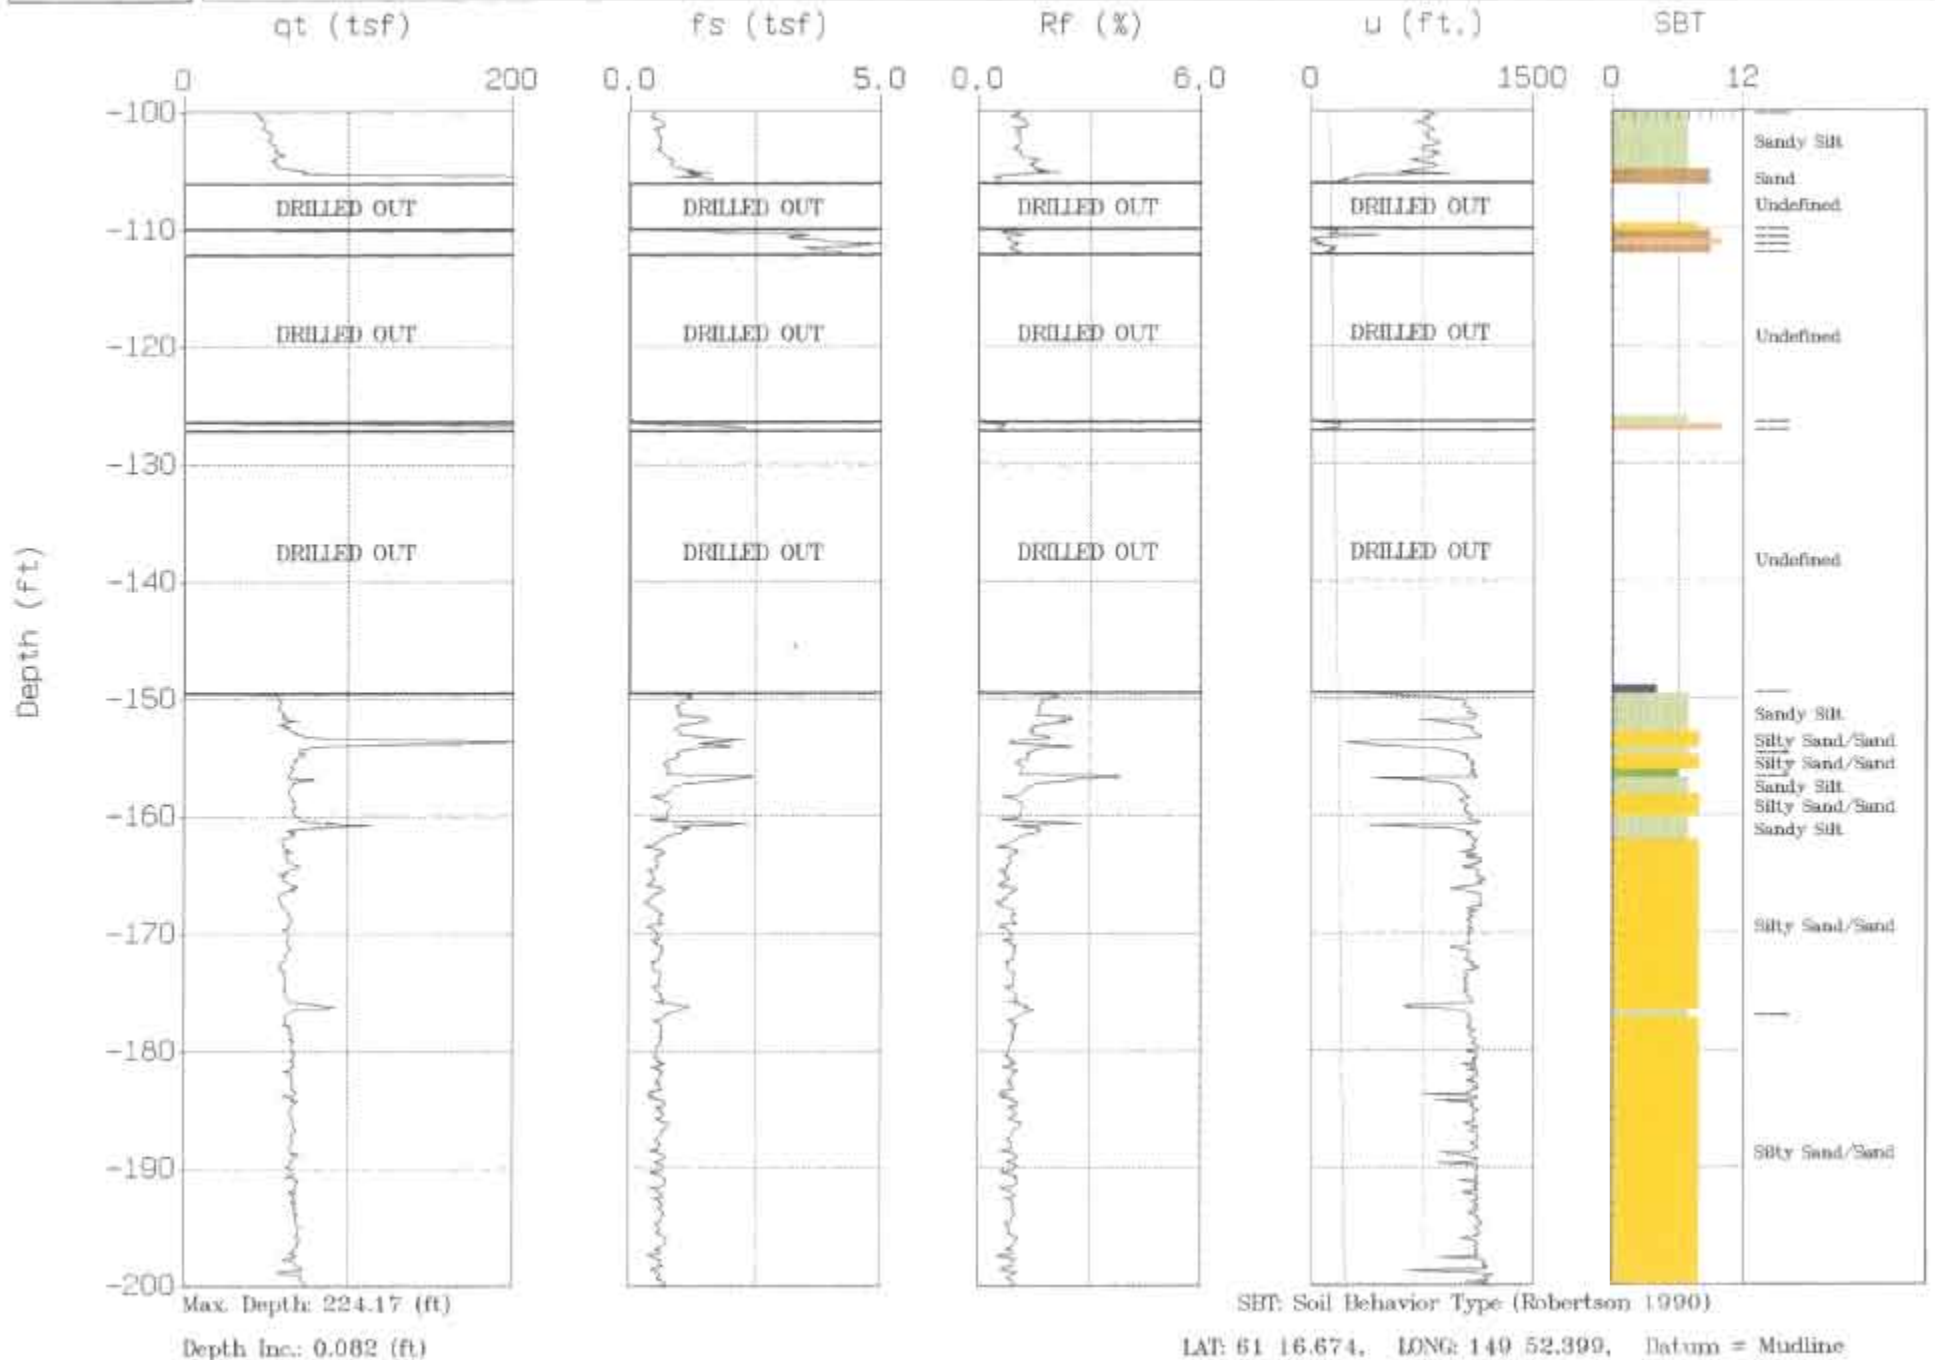 qt (tsf) fs (tsf) Rf (%) u (ft.) SBT
0 200 0.0 5.0 0.0 6.0 0 1500 0 12
-100
Sandy Silt
Sand
DRILLED OUT DRILLED OUT DRILLED OUT DRILLED OUT Undefined
-110
DRILLED OUT DRILLED OUT DRILLED OUT DRILLED OUT Undefined
-120
-130
DRILLED OUT DRILLED OUT DRILLED OUT DRILLED OUT Undefined
-140
Depth (ft)
-150
Sandy Silt
Silty Sand/Sand
Silty Sand/Sand
Sandy Silt
Silty Sand/Sand
-160
Sandy Silt
Silty Sand/Sand
-170
-180
Silty Sand/Sand
-190
-200
Max. Depth: 224.17 (ft) SBT: Soil Behavior Type (Robertson 1990)
Depth Inc.: 0.082 (ft) LAT: 61 16.674, LONG: 149 52.399, Datum = Mudline